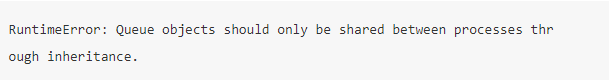 RuntimeError: Queue objects should only be shared between processes thr
ough inheritance.